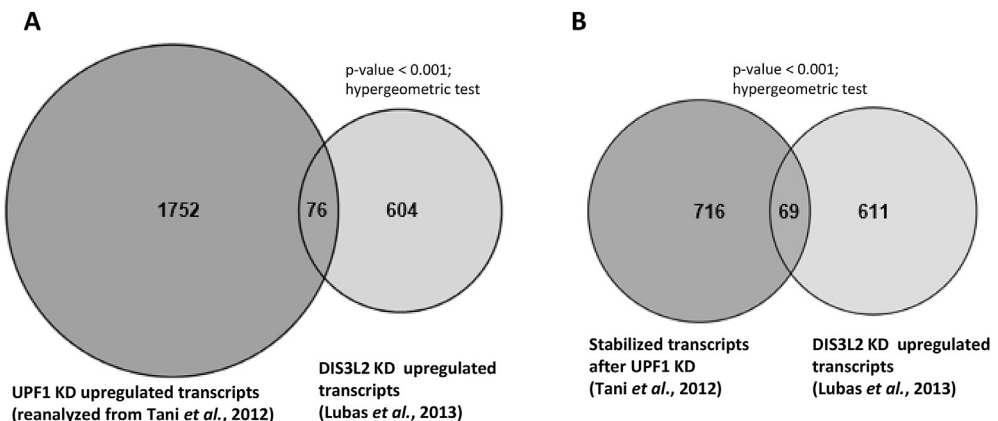 A
p-value < 0.001;
hypergeometric test
1752
76
604
UPF1 KD upregulated transcripts
(reanalyzed from Tani et al., 2012)
DIS3L2 KD upregulated
transcripts
(Lubas et al., 2013)
B
p-value < 0.001;
hypergeometric test
716
69
611
Stabilized transcripts
after UPF1 KD
(Tani et al., 2012)
DIS3L2 KD upregulated
transcripts
(Lubas et al., 2013)